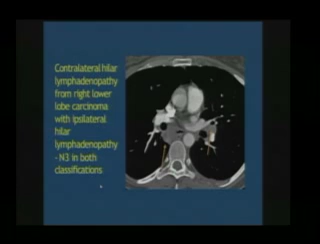 Contralateral hilar
lymphadenopathy
from right lower
lobe carcinoma
with ipsilateral
hilar
lymphadenopathy
- N3 in both
classifications